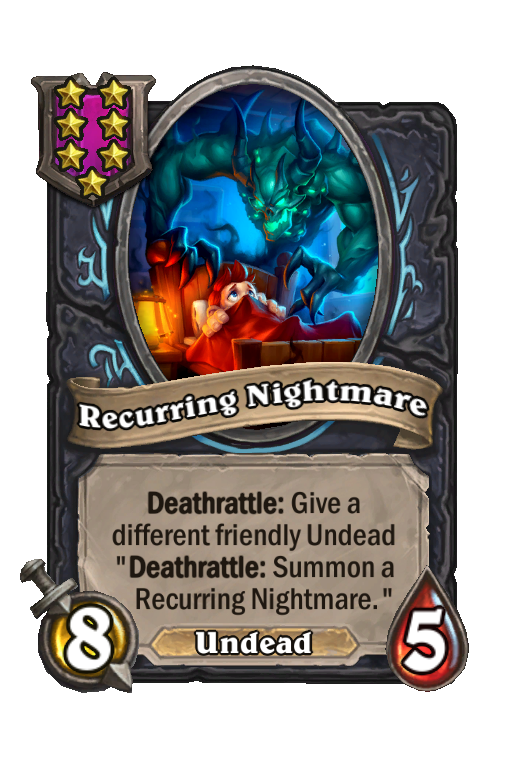 Recurring Nightmare
Deathrattle: Give a
different friendly Undead
"Deathrattle: Summon a
Recurring Nightmare."
8
Undead
5